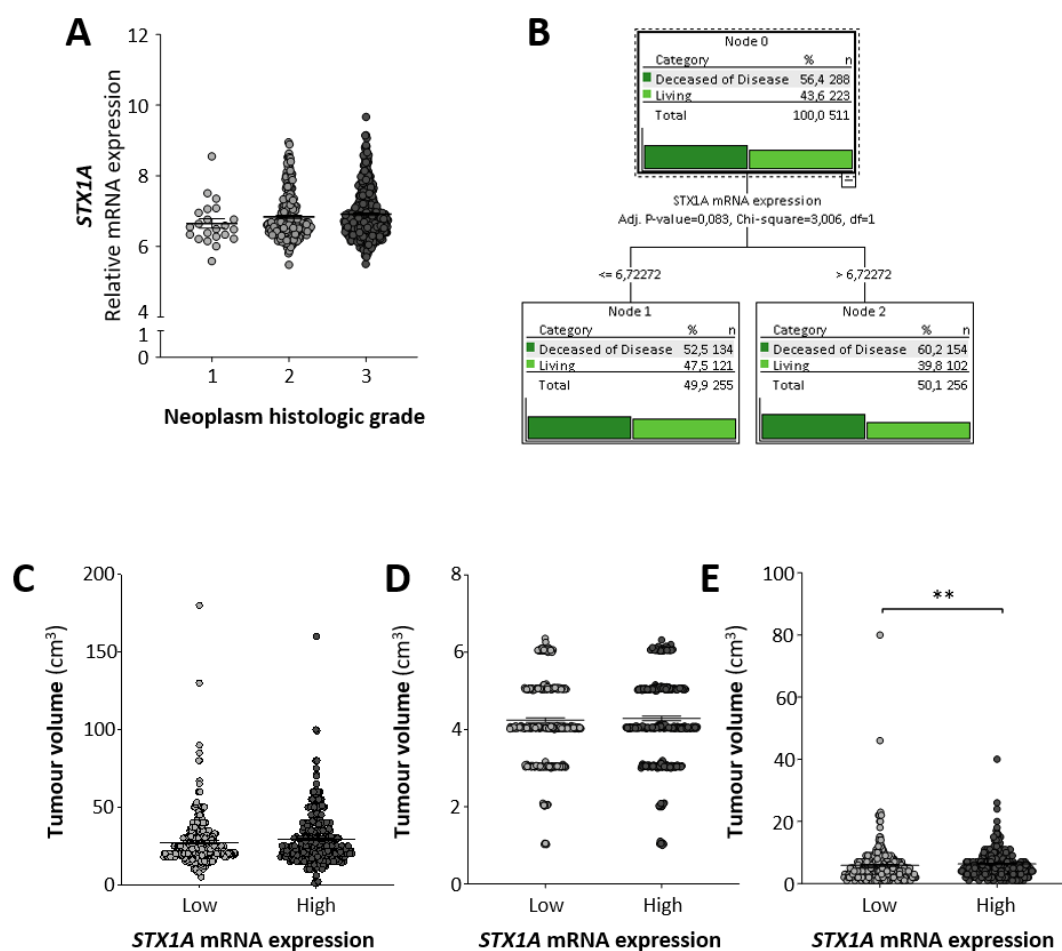 A
STX1A
Relative mRNA expression
12
10
8
6
4
1
0
1 2 3
Neoplasm histologic grade
B
Node 0
Category % n
Deceased of Disease 56,4 288
Living 43,6 223
Total 100,0 511
STX1A mRNA expression
Adj. P-value=0,083, Chi-square=3,006, df=1
<= 6,72272
> 6,72272
Node 1
Category % n
Deceased of Disease 52,5 134
Living 47,5 121
Total 49,9 255
Node 2
Category % n
Deceased of Disease 60,2 154
Living 39,8 102
Total 50,1 256
C
Tumour volume (cm³)
200
150
100
50
0
Low High
STX1A mRNA expression
D
Tumour volume (cm³)
8
6
4
2
0
Low High
STX1A mRNA expression
E
Tumour volume (cm³)
100
80
60
40
20
0
**
Low High
STX1A mRNA expression